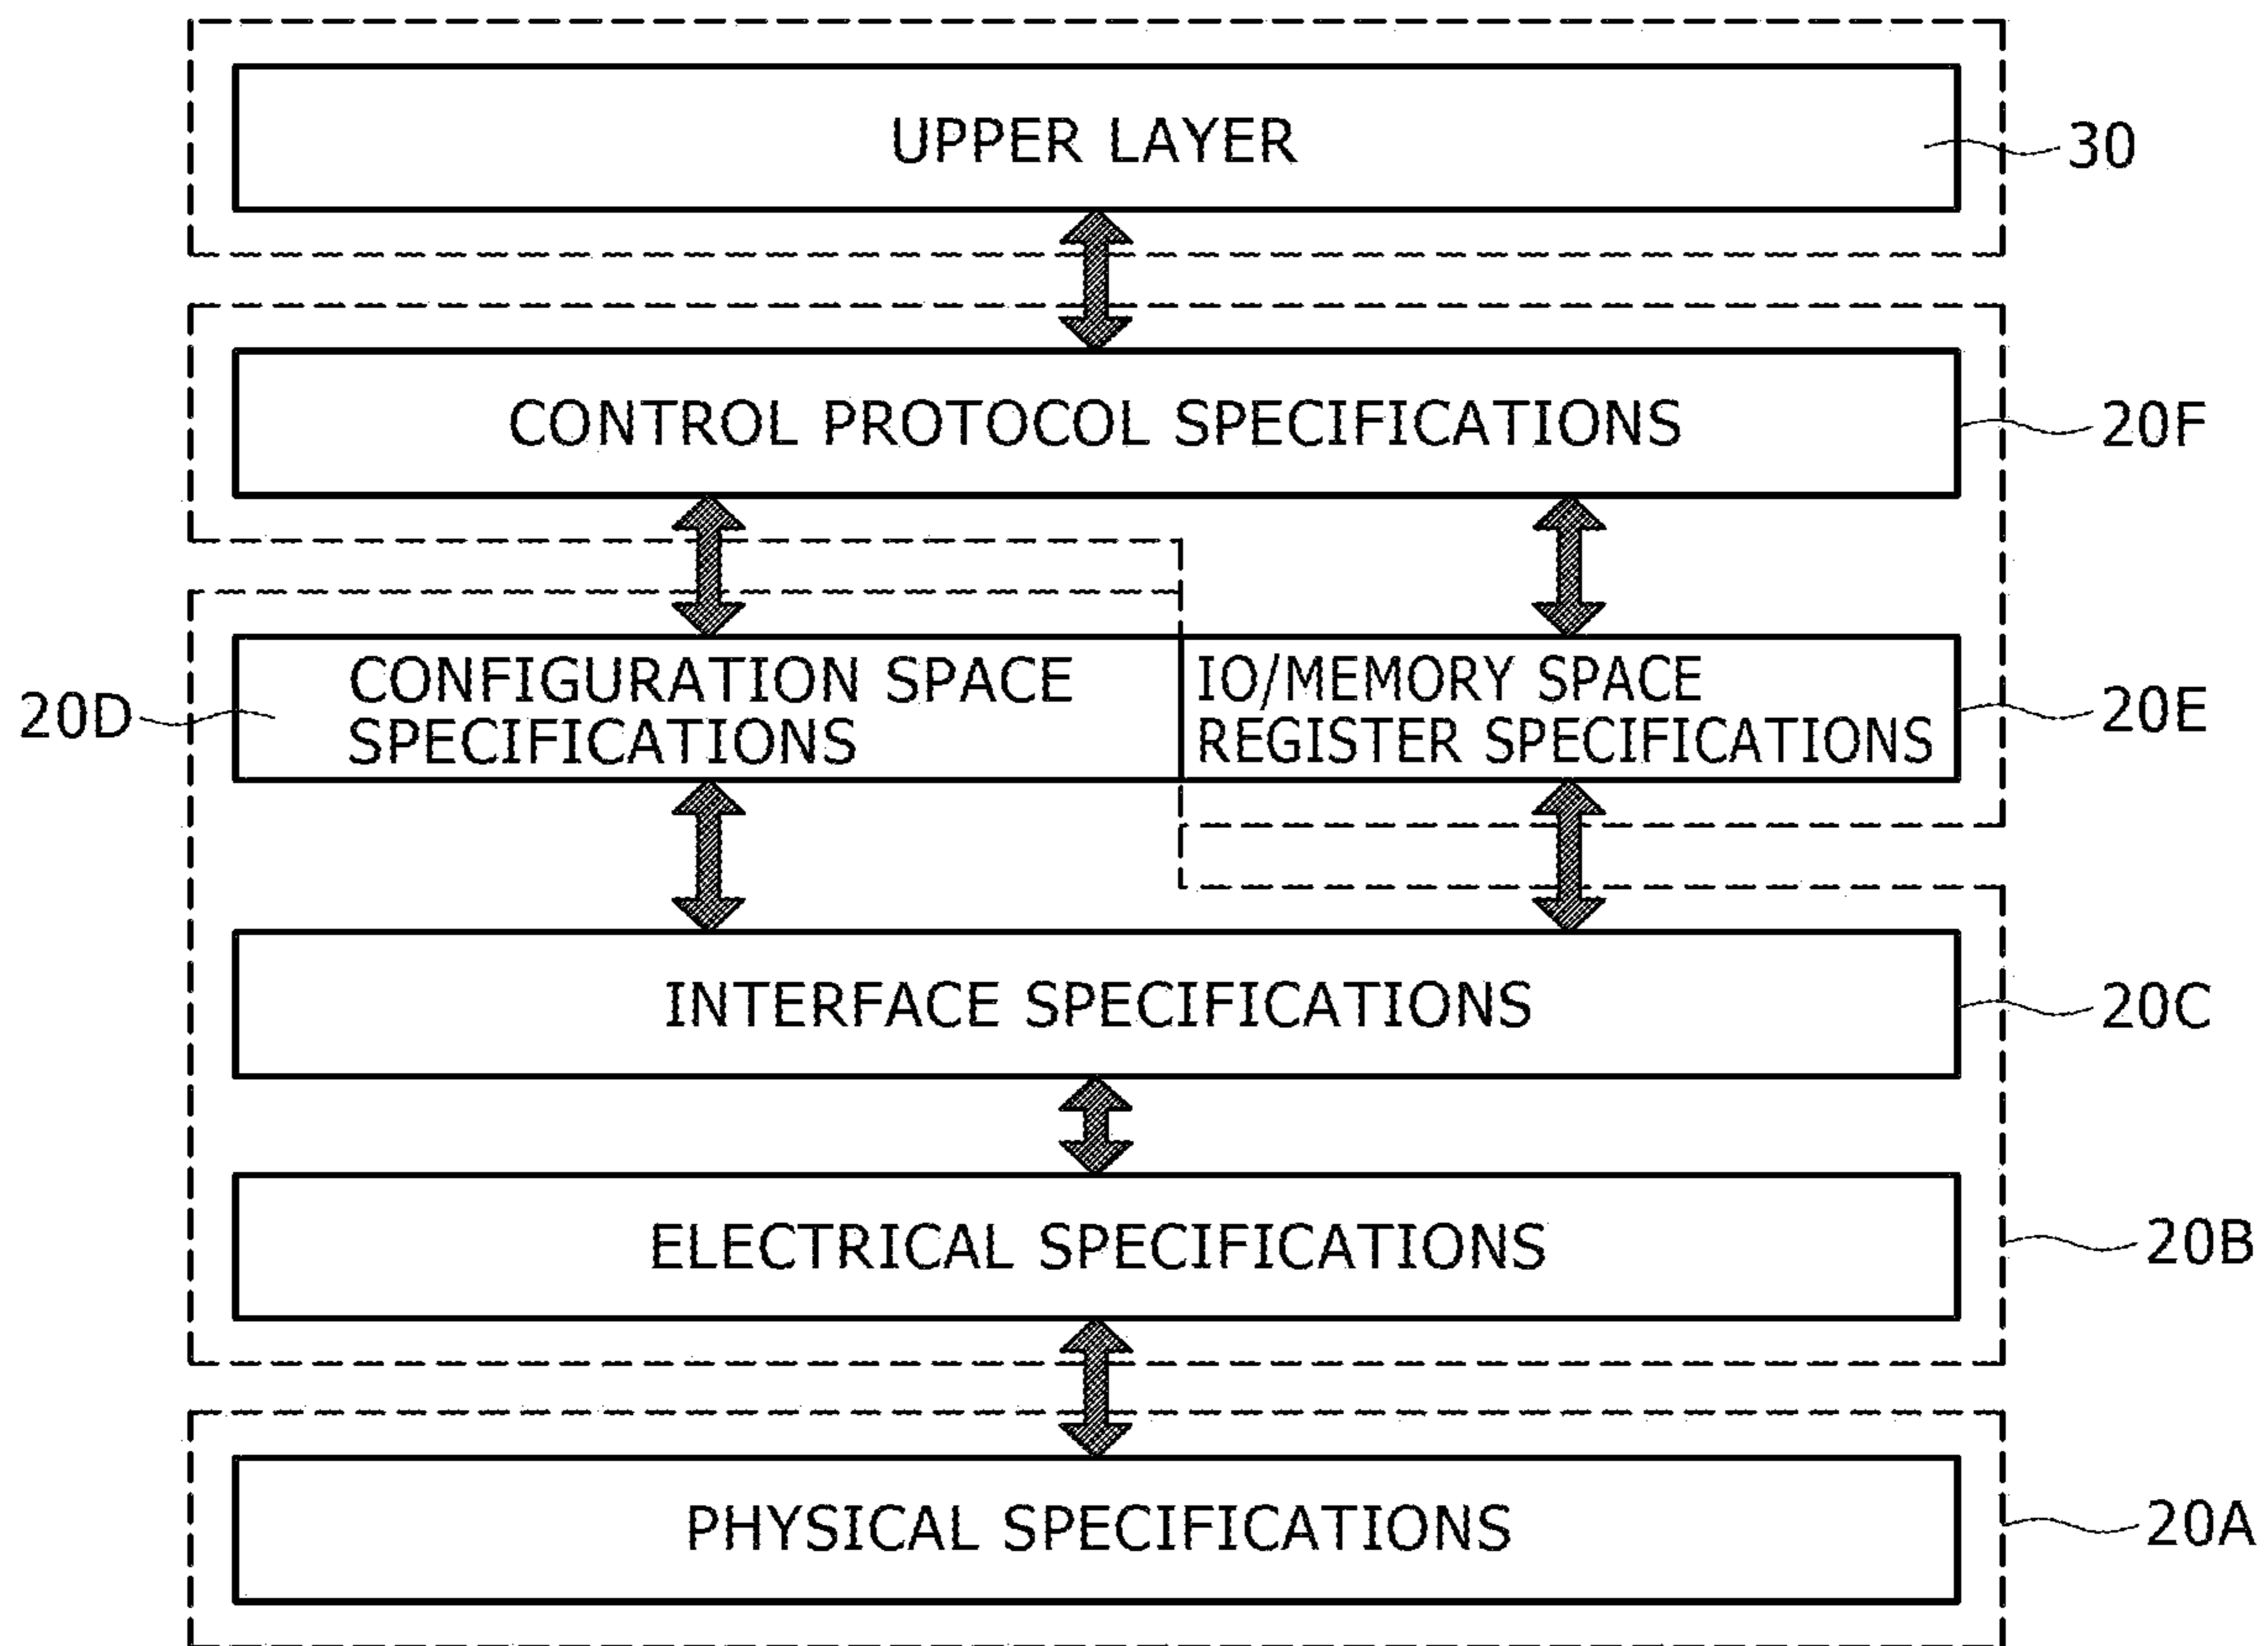 UPPER LAYER
30
CONTROL PROTOCOL SPECIFICATIONS
20F
20D
CONFIGURATION SPACE
SPECIFICATIONS
IO/MEMORY SPACE
REGISTER SPECIFICATIONS
20E
INTERFACE SPECIFICATIONS
20C
ELECTRICAL SPECIFICATIONS
20B
PHYSICAL SPECIFICATIONS
20A